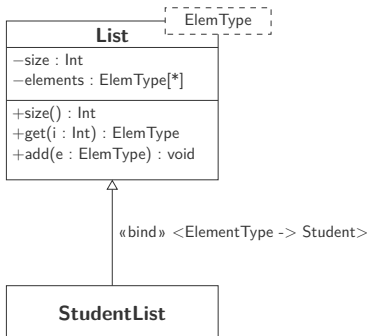 ElemType
List
−size : Int
−elements : ElemType[*]
+size() : Int
+get(i : Int) : ElemType
+add(e : ElemType) : void
«bind» <ElementType -> Student>
StudentList